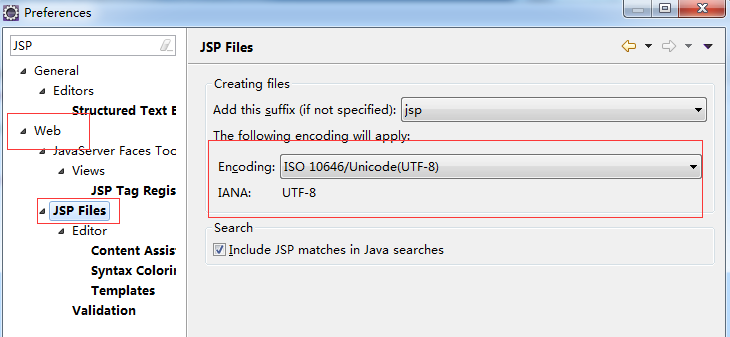 Preferences
JSP
General
Editors
Structured Text E
Web
JavaServer Faces Too
Views
JSP Tag Regis
JSP Files
Editor
Content Assis
Syntax Colorin
Templates
Validation
JSP Files
Creating files
Add this suffix (if not specified): jsp
The following encoding will apply:
Encoding: ISO 10646/Unicode(UTF-8)
IANA: UTF-8
Search
Include JSP matches in Java searches